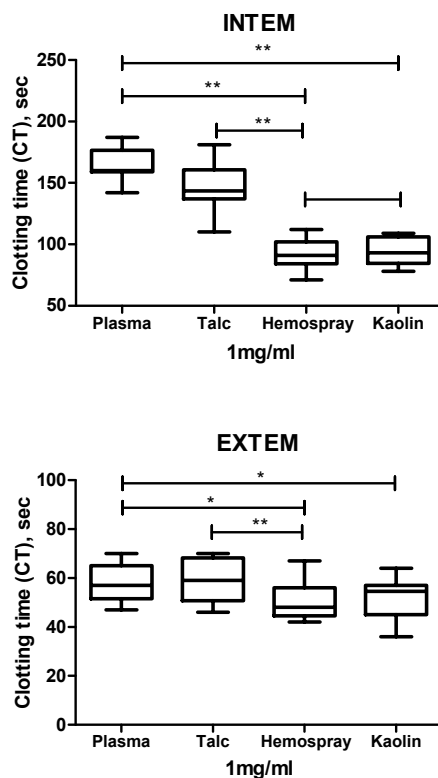 INTEM
Clotting time (CT), sec
250
200
150
100
50
**
**
**
Plasma Talc Hemospray Kaolin
1mg/ml
EXTEM
Clotting time (CT), sec
100
80
60
40
20
0
*
*
**
Plasma Talc Hemospray Kaolin
1mg/ml